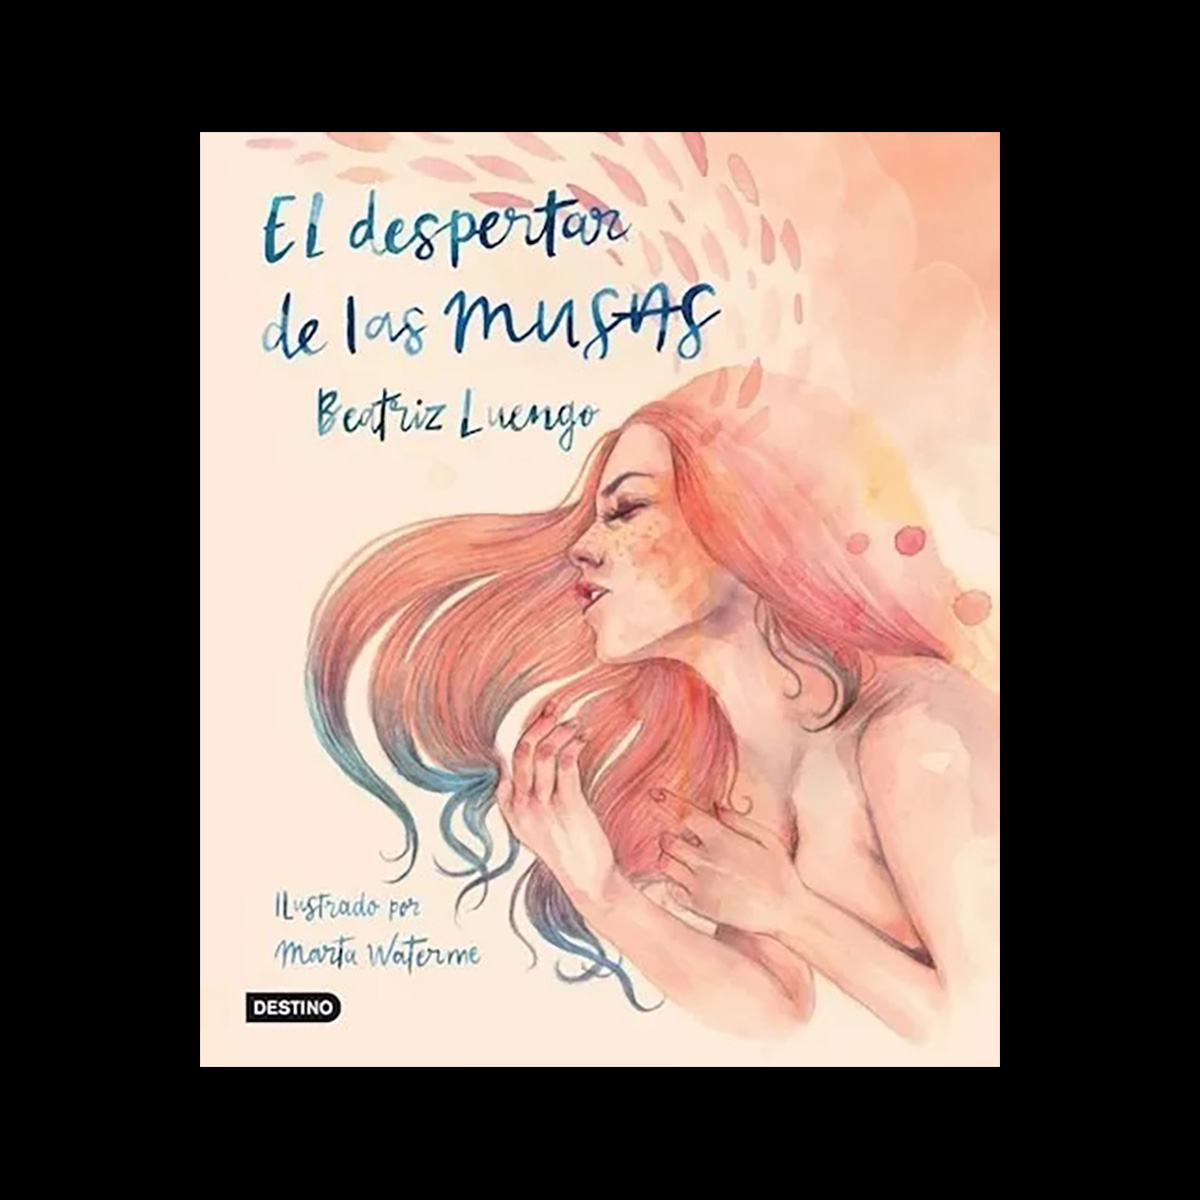 El despertar
de las MUSAS
Beatriz Luengo
ILustrado por
Marta Waterme
DESTINO